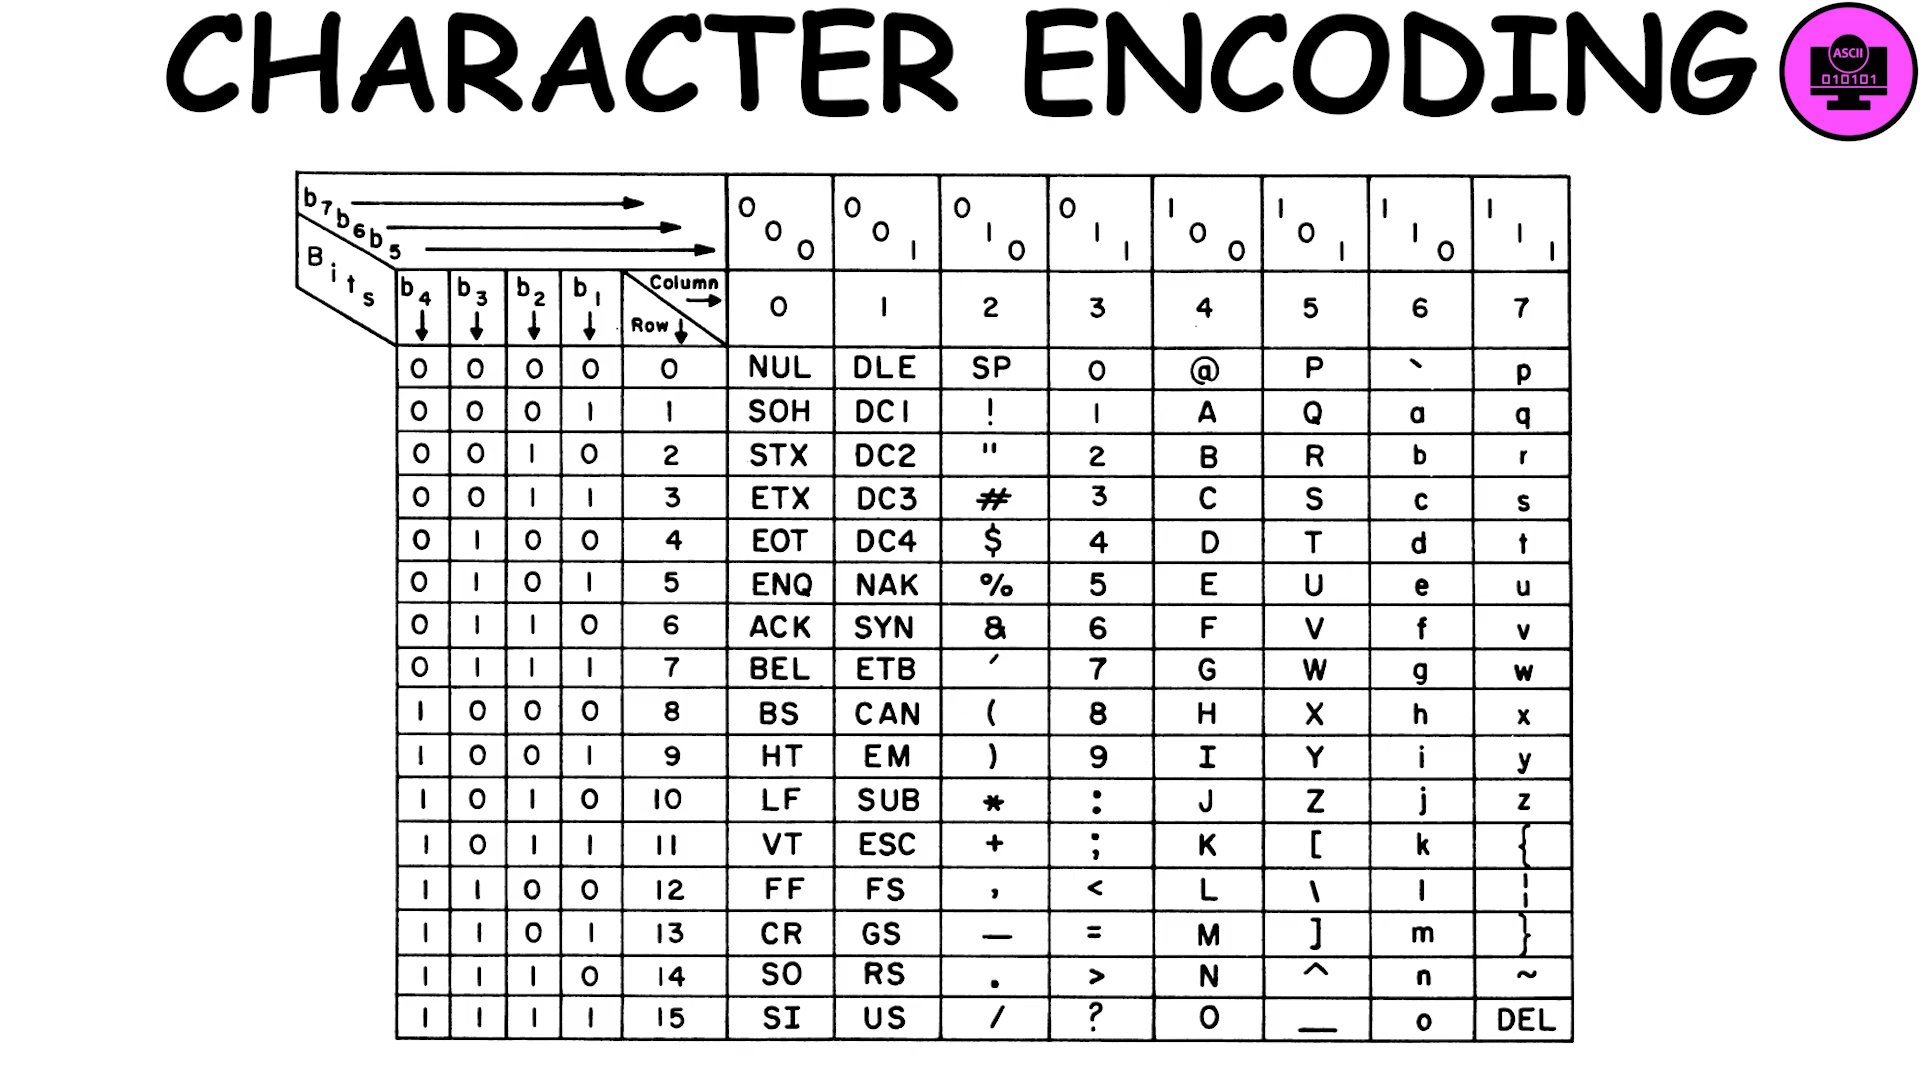 CHARACTER ENCODING
ASCII
010101
b7 b6 b5
Bits
0 0 0 0 0 1 0 1 0 0 1 1 1 0 0 1 0 1 1 1 0 1 1 1
b4 b3 b2 b1 Column
Row 0 1 2 3 4 5 6 7
0 0 0 0 0 NUL DLE SP 0 @ P ` p
0 0 0 1 1 SOH DC1 ! 1 A Q a q
0 0 1 0 2 STX DC2 " 2 B R b r
0 0 1 1 3 ETX DC3 # 3 C S c s
0 1 0 0 4 EOT DC4 $ 4 D T d t
0 1 0 1 5 ENQ NAK % 5 E U e u
0 1 1 0 6 ACK SYN & 6 F V f v
0 1 1 1 7 BEL ETB ′ 7 G W g w
1 0 0 0 8 BS CAN ( 8 H X h x
1 0 0 1 9 HT EM ) 9 I Y i y
1 0 1 0 10 LF SUB * : J Z j z
1 0 1 1 11 VT ESC + ; K [ k {
1 1 0 0 12 FF FS , < L \ l ¦
1 1 0 1 13 CR GS — = M ] m }
1 1 1 0 14 SO RS . > N ^ n ~
1 1 1 1 15 SI US / ? O _ o DEL